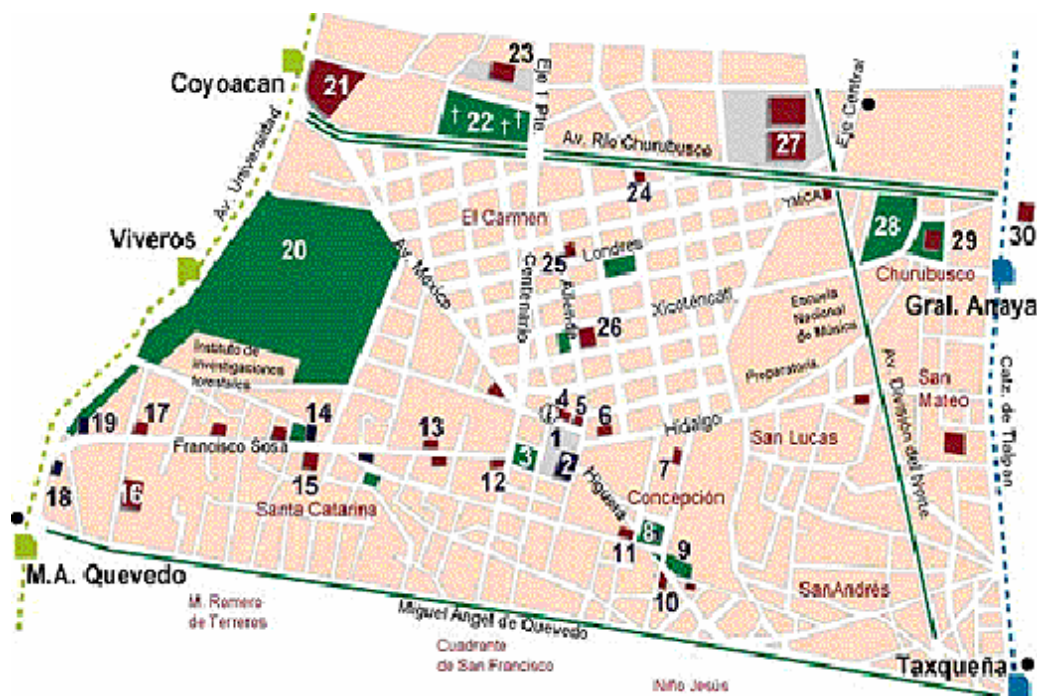 23
Coyoacan
21
Eje 1 Pte.
Eje Central
22
Av. Río Churubusco
27
Av. Universidad
24
YMCA
El Carmen
28
29
30
Viveros
20
Av. México
25
Londres
Churubusco
Centenario
Allende
Xicoténcatl
Escuela
Nacional
de Música
Gral. Anaya
26
Instituto de
investigaciones
forestales
Preparatoria
Av. División del Norte
San
Mateo
Calz. de Tlalpan
19
17
14
13
4
5
6
i
1
Hidalgo
Francisco Sosa
San Lucas
3
2
7
18
16
15
12
Higuera
Concepción
Santa Catarina
11
8
9
10
M.A. Quevedo
San Andrés
M. Romero
de Terreros
Miguel Angel de Quevedo
Cuadrante
de San Francisco
Taxqueña
Niño Jesús